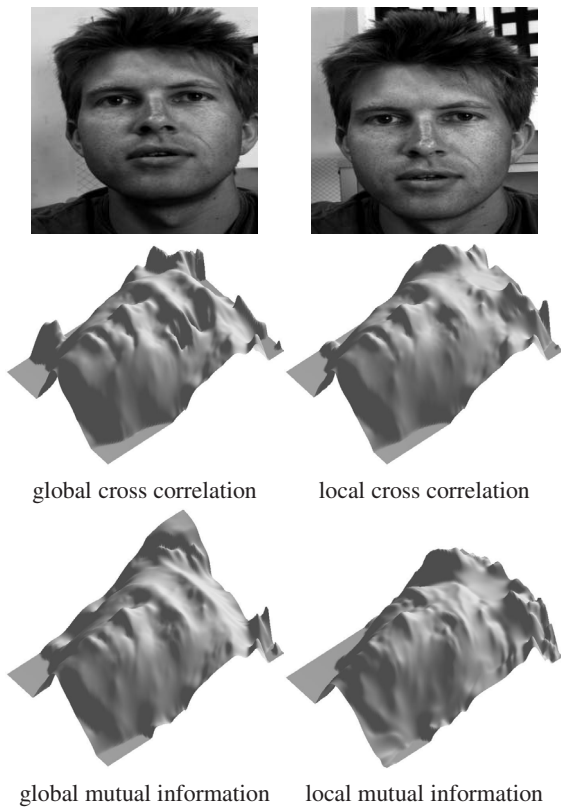 global cross correlation
local cross correlation
global mutual information
local mutual information